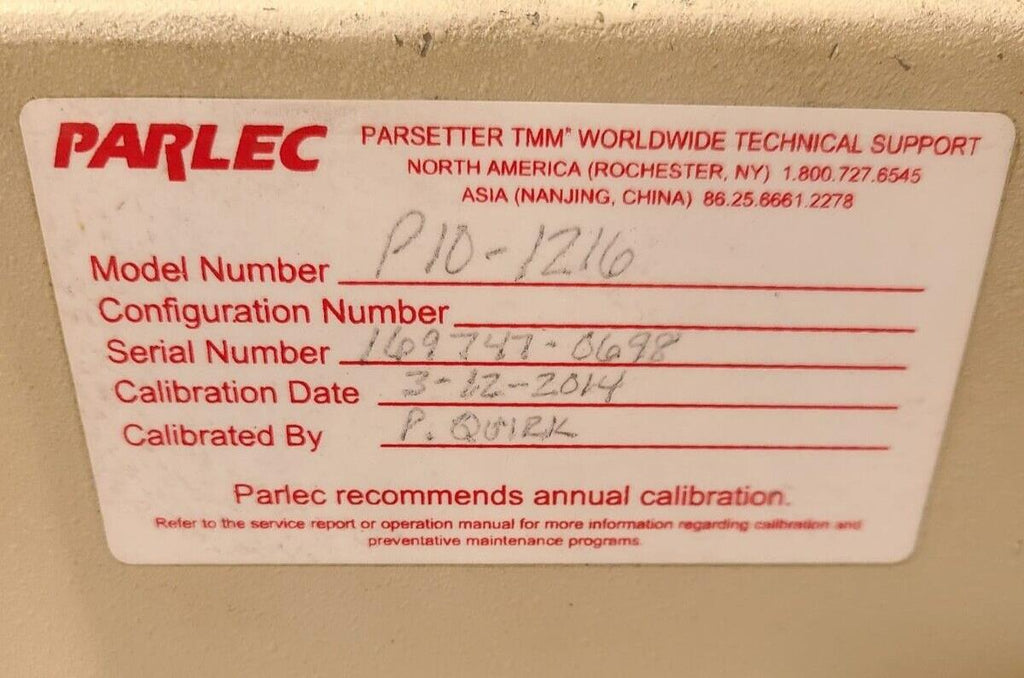 PARLEC
PARSETTER TMM® WORLDWIDE TECHNICAL SUPPORT
NORTH AMERICA (ROCHESTER, NY) 1.800.727.6545
ASIA (NANJING, CHINA) 86.25.6661.2278
Model Number P10-1216
Configuration Number
Serial Number 169747-0698
Calibration Date 3-12-2014
Calibrated By P. QUIRK
Parlec recommends annual calibration.
Refer to the service report or operation manual for more information regarding calibration and
preventative maintenance programs.